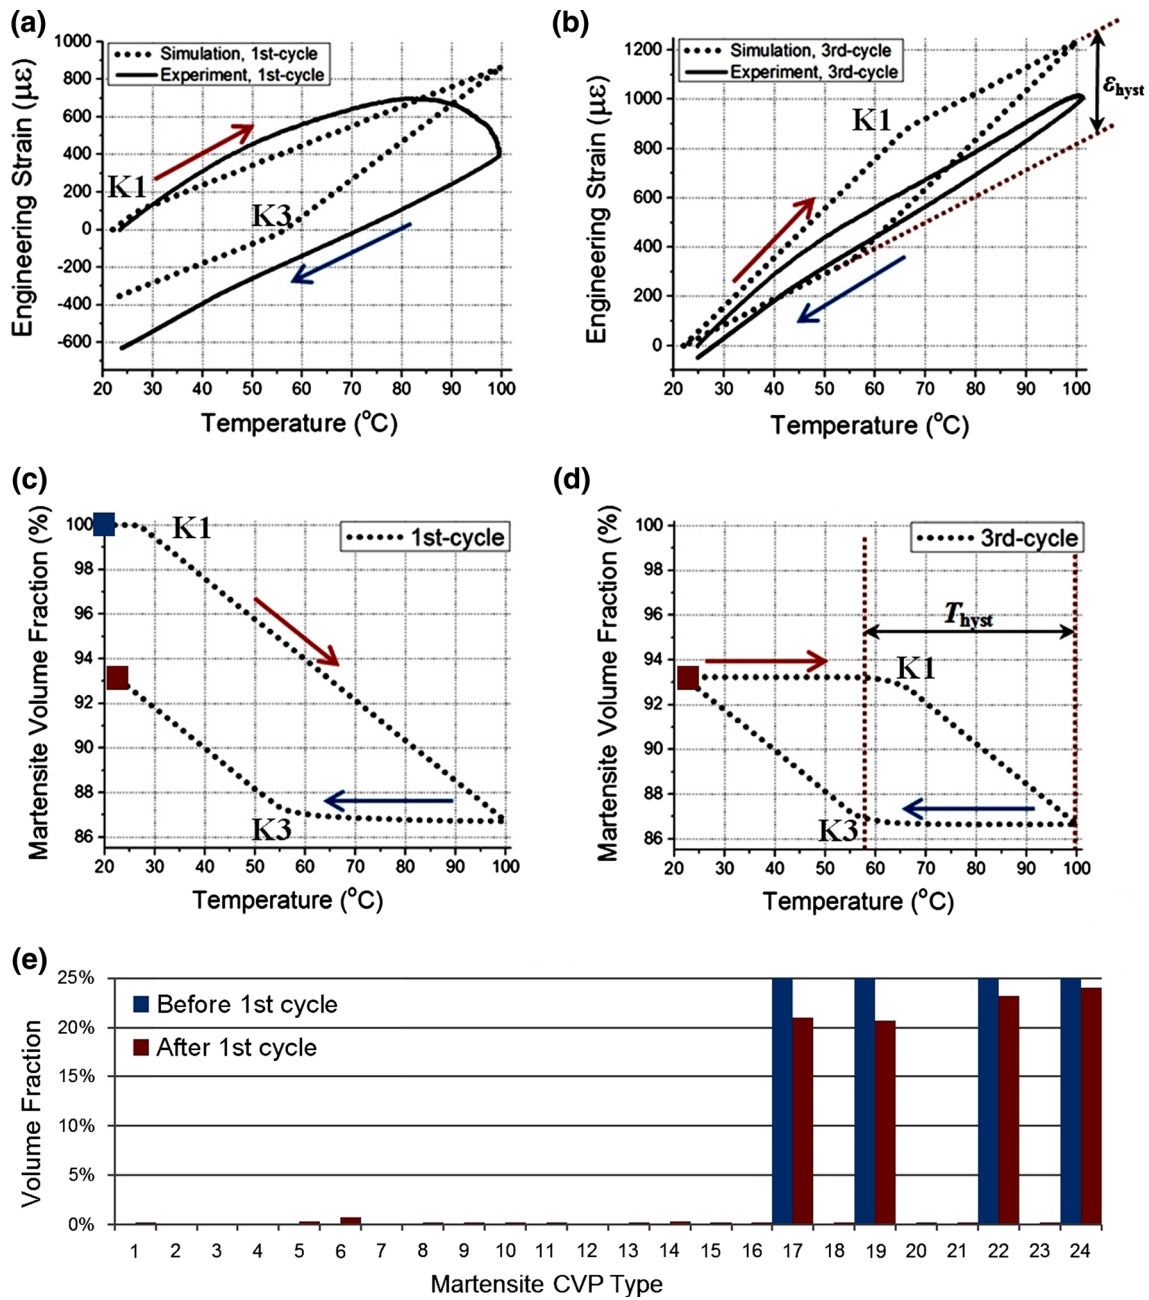 (a)
1000
800
600
400
200
0
-200
-400
-600
Engineering Strain (με)
Simulation, 1st-cycle
Experiment, 1st-cycle
K1
K3
20 30 40 50 60 70 80 90 100
Temperature (°C)
(b)
1200
1000
800
600
400
200
0
Engineering Strain (με)
Simulation, 3rd-cycle
Experiment, 3rd-cycle
K1
εhyst
20 30 40 50 60 70 80 90 100
Temperature (°C)
(c)
100
98
96
94
92
90
88
86
Martensite Volume Fraction (%)
1st-cycle
K1
K3
20 30 40 50 60 70 80 90 100
Temperature (°C)
(d)
100
98
96
94
92
90
88
86
Martensite Volume Fraction (%)
3rd-cycle
Thyst
K1
K3
20 30 40 50 60 70 80 90 100
Temperature (°C)
(e)
25%
20%
15%
10%
5%
0%
Volume Fraction
Before 1st cycle
After 1st cycle
1 2 3 4 5 6 7 8 9 10 11 12 13 14 15 16 17 18 19 20 21 22 23 24
Martensite CVP Type